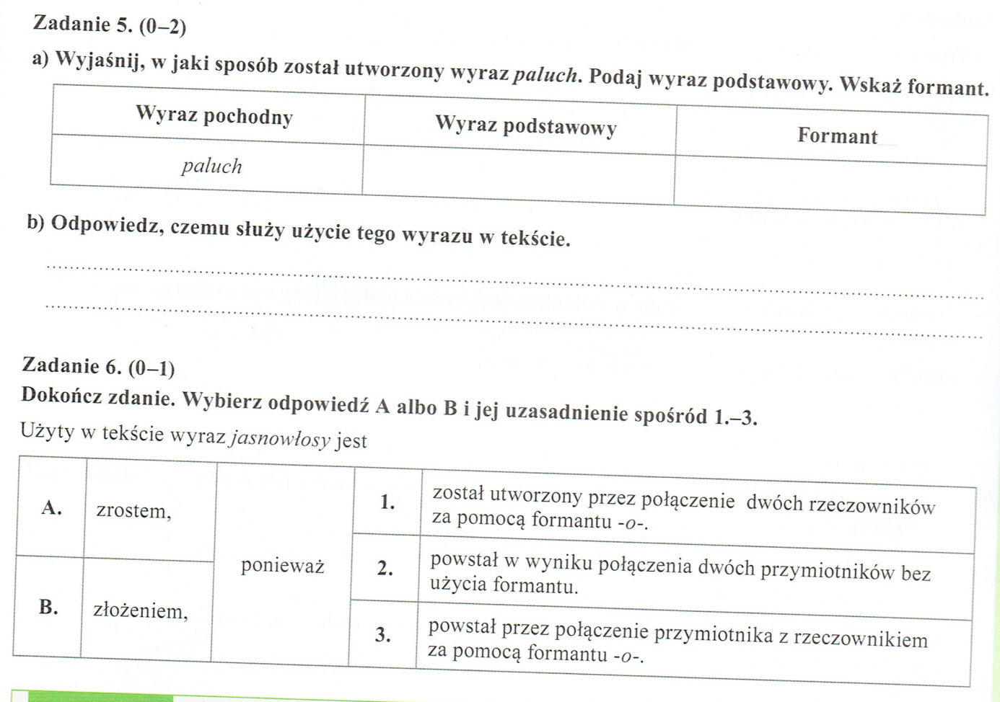 Zadanie 5. (0–2)
a) Wyjaśnij, w jaki sposób został utworzony wyraz paluch. Podaj wyraz podstawowy. Wskaż formant.
Wyraz pochodny
Wyraz podstawowy
Formant
paluch
b) Odpowiedz, czemu służy użycie tego wyrazu w tekście.
Zadanie 6. (0–1)
Dokończ zdanie. Wybierz odpowiedź A albo B i jej uzasadnienie spośród 1.–3.
Użyty w tekście wyraz jasnowłosy jest
A.
zrostem,
B.
złożeniem,
ponieważ
1.
został utworzony przez połączenie dwóch rzeczowników
za pomocą formantu -o-.
2.
powstał w wyniku połączenia dwóch przymiotników bez
użycia formantu.
3.
powstał przez połączenie przymiotnika z rzeczownikiem
za pomocą formantu -o-.